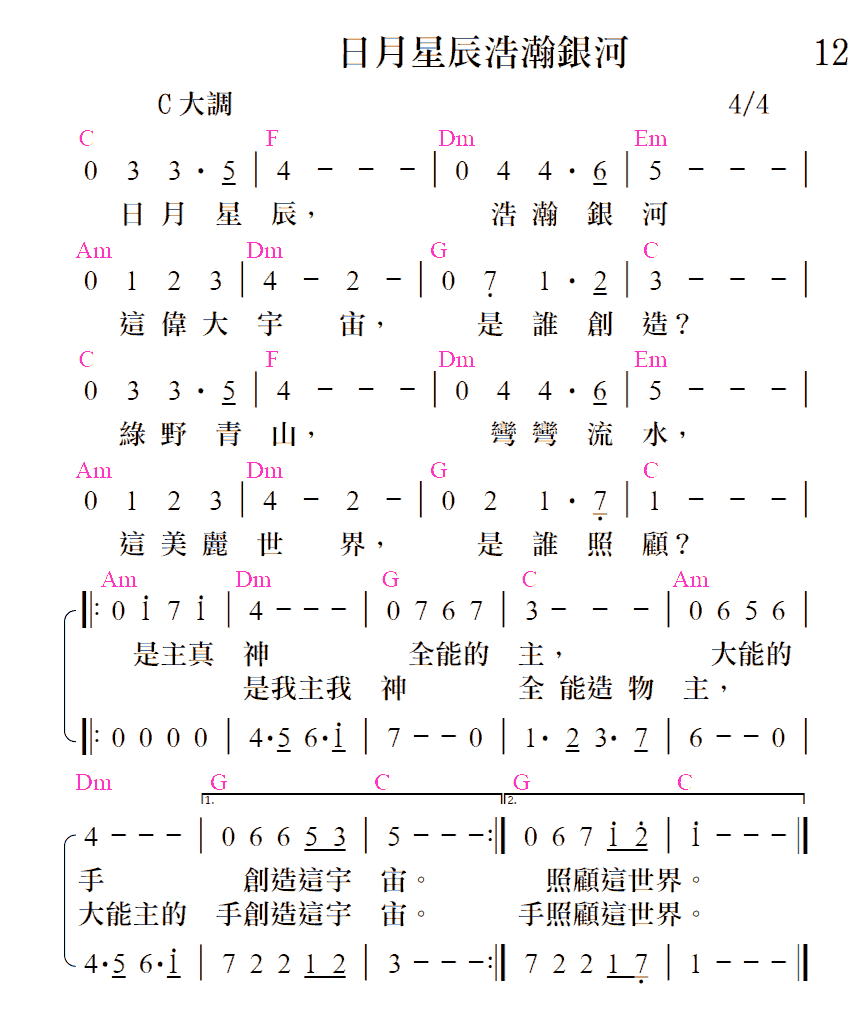 日月星辰浩瀚銀河 12
C大調 4/4
C F Dm Em
0 3 3 · 5 | 4 － － － | 0 4 4 · 6 | 5 － － － |
日 月 星 辰， 浩 瀚 銀 河
Am Dm G C
0 1 2 3 | 4 － 2 － | 0 7̣ 1 · 2 | 3 － － － |
這 偉 大 宇 宙， 是 誰 創 造？
C F Dm Em
0 3 3 · 5 | 4 － － － | 0 4 4 · 6 | 5 － － － |
綠 野 青 山， 彎 彎 流 水，
Am Dm G C
0 1 2 3 | 4 － 2 － | 0 2 1 · 7̣ | 1 － － － |
這 美 麗 世 界， 是 誰 照 顧？
Am Dm G C Am
‖: 0 1̇ 7 1̇ | 4 － － － | 0 7 6 7 | 3 － － － | 0 6 5 6 |
是主真 神 全能的 主， 大能的
是我主我 神 全 能造 物 主，
‖: 0 0 0 0 | 4 · 5 6 · 1̇ | 7 － － 0 | 1 · 2 3 · 7 | 6 － － 0 |
Dm G C G C
1. 2.
4 － － － | 0 6 6 5 3 | 5 － － － :‖ 0 6 7 1̇ 2̇ | 1̇ － － － ‖
手 創造這宇 宙。 照顧這世界。
大能主的 手創造這宇 宙。 手照顧這世界。
4 · 5 6 · 1̇ | 7 2 2 1 2 | 3 － － － :‖ 7 2 2 1 7̣ | 1 － － － ‖